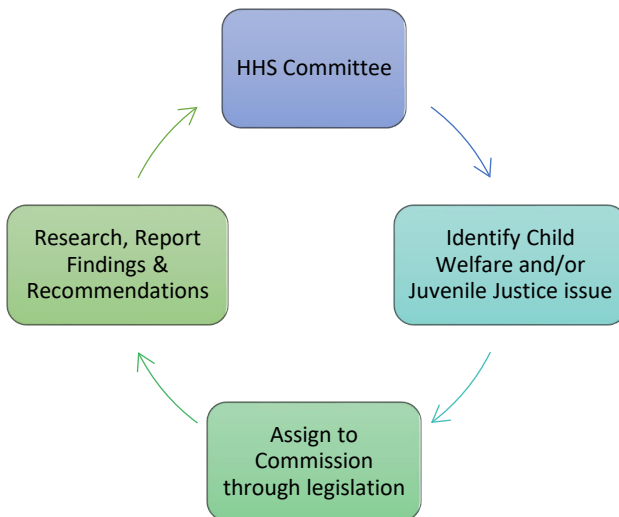 HHS Committee
Identify Child
Welfare and/or
Juvenile Justice issue
Assign to
Commission
through legislation
Research, Report
Findings &
Recommendations